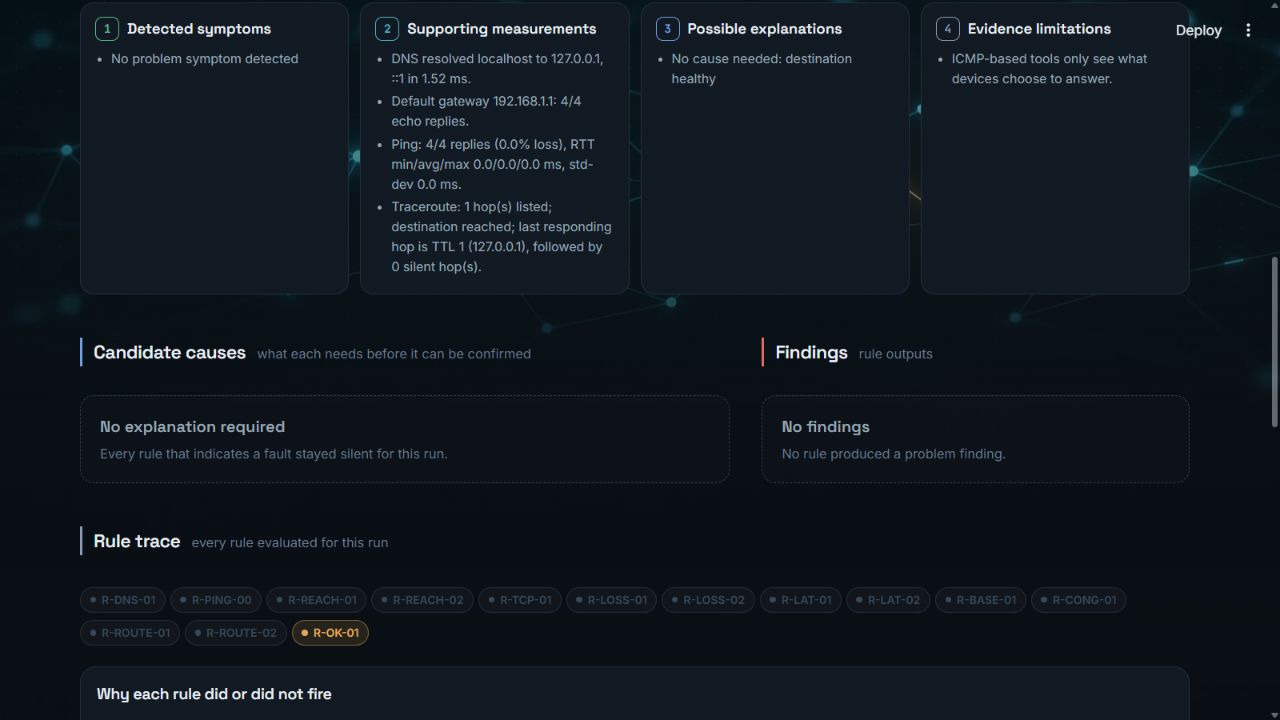 1 Detected symptoms
• No problem symptom detected
2 Supporting measurements
• DNS resolved localhost to 127.0.0.1,
::1 in 1.52 ms.
• Default gateway 192.168.1.1: 4/4
echo replies.
• Ping: 4/4 replies (0.0% loss), RTT
min/avg/max 0.0/0.0/0.0 ms, std-
dev 0.0 ms.
• Traceroute: 1 hop(s) listed;
destination reached; last responding
hop is TTL 1 (127.0.0.1), followed by
0 silent hop(s).
3 Possible explanations
• No cause needed: destination
healthy
4 Evidence limitations
• ICMP-based tools only see what
devices choose to answer.
Deploy
Candidate causes what each needs before it can be confirmed
No explanation required
Every rule that indicates a fault stayed silent for this run.
Findings rule outputs
No findings
No rule produced a problem finding.
Rule trace every rule evaluated for this run
R-DNS-01 R-PING-00 R-REACH-01 R-REACH-02 R-TCP-01 R-LOSS-01 R-LOSS-02 R-LAT-01 R-LAT-02 R-BASE-01 R-CONG-01
R-ROUTE-01 R-ROUTE-02 R-OK-01
Why each rule did or did not fire